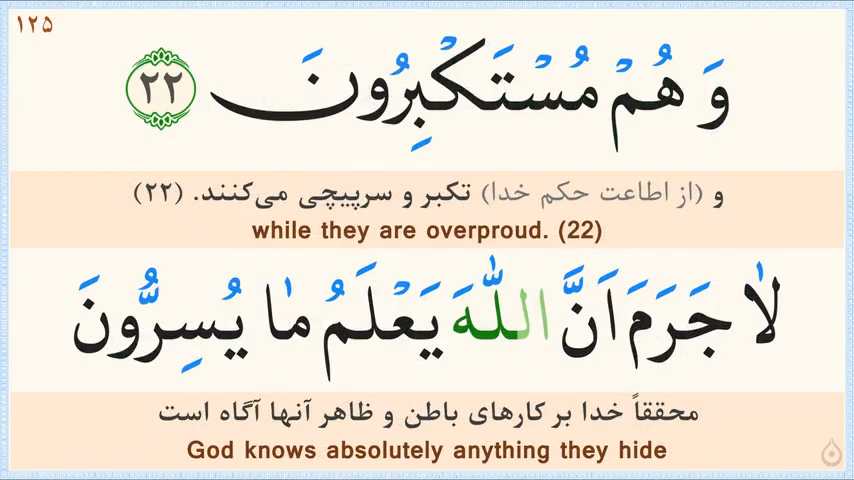 ۱۲۵
وَ هُمْ مُسْتَكْبِرُونَ ۲۲
و (از اطاعت حکم خدا) تکبر و سرپیچی می‌کنند. (۲۲)
while they are overproud. (22)
لاٰ جَرَمَ اَنَّ اللّٰهَ يَعْلَمُ مٰا يُسِرُّونَ
محققاً خدا بر کارهای باطن و ظاهر آنها آگاه است
God knows absolutely anything they hide